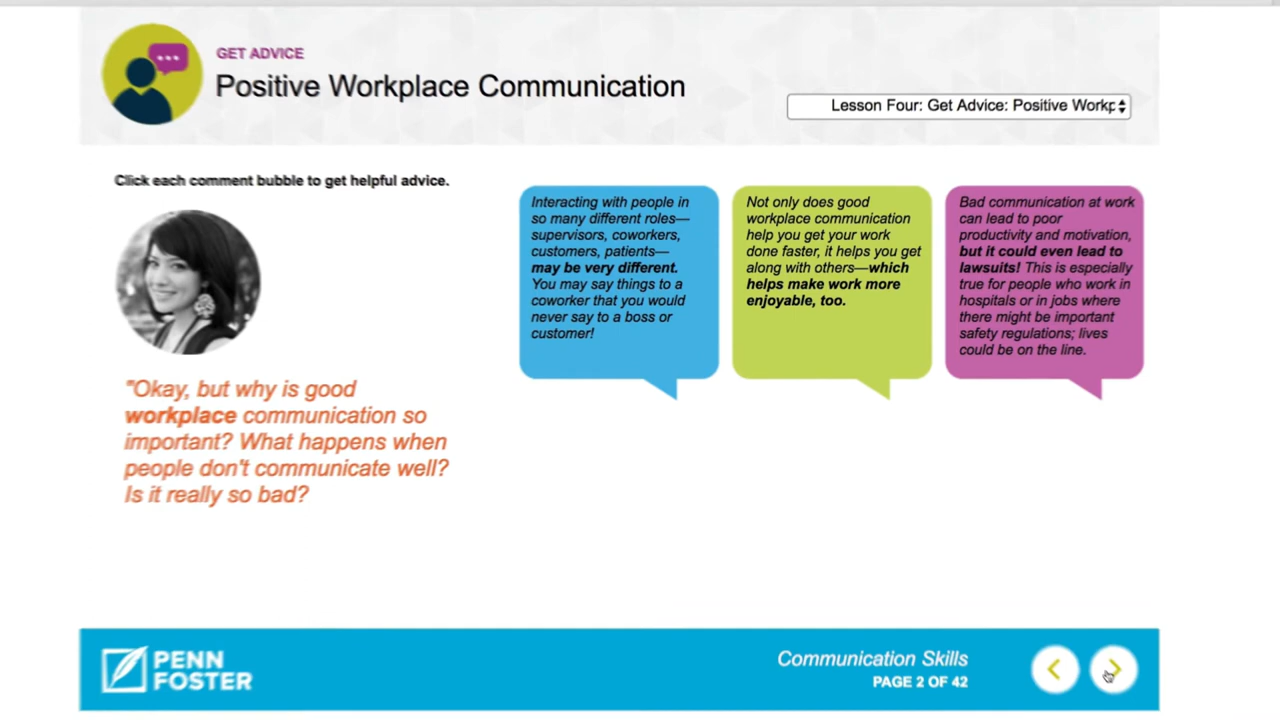 GET ADVICE
Positive Workplace Communication
Lesson Four: Get Advice: Positive Workp
Click each comment bubble to get helpful advice.
"Okay, but why is good
workplace communication so
important? What happens when
people don't communicate well?
Is it really so bad?
Interacting with people in
so many different roles—
supervisors, coworkers,
customers, patients—
may be very different.
You may say things to a
coworker that you would
never say to a boss or
customer!
Not only does good
workplace communication
help you get your work
done faster, it helps you get
along with others—which
helps make work more
enjoyable, too.
Bad communication at work
can lead to poor
productivity and motivation,
but it could even lead to
lawsuits! This is especially
true for people who work in
hospitals or in jobs where
there might be important
safety regulations; lives
could be on the line.
PENN
FOSTER
Communication Skills
PAGE 2 OF 42